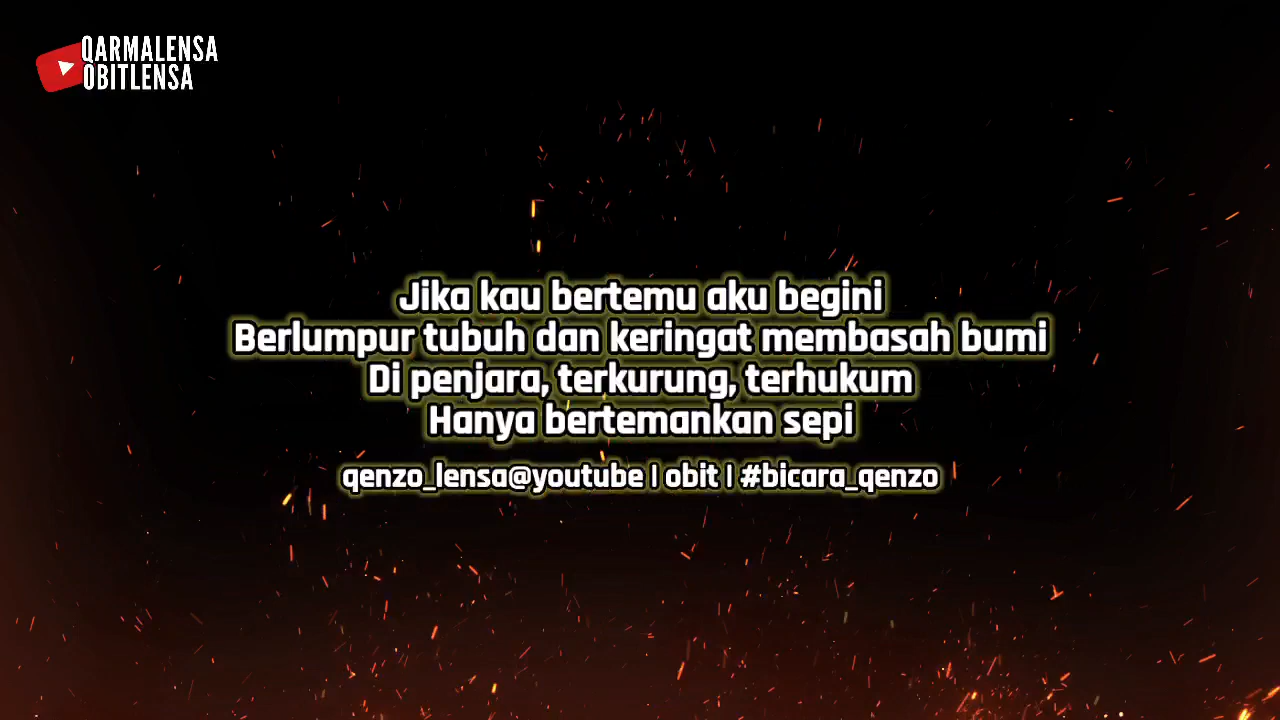 QARMALENSA
OBITLENSA
Jika kau bertemu aku begini
Berlumpur tubuh dan keringat membasah bumi
Di penjara, terkurung, terhukum
Hanya bertemankan sepi
qenzo_lensa@youtube | obit | #bicara_qenzo